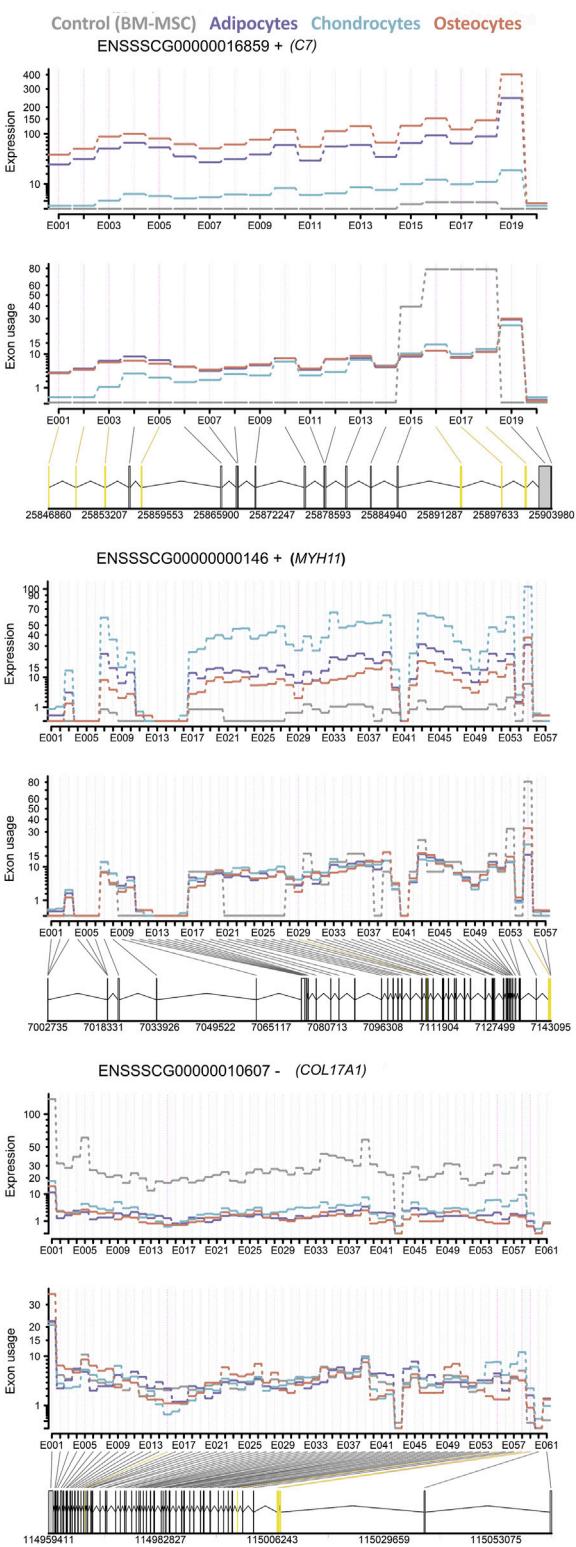 Control (BM-MSC) Adipocytes Chondrocytes Osteocytes
ENSSSCG00000016859 + (C7)
Expression
400
300
200
150
100
10
E001 E003 E005 E007 E009 E011 E013 E015 E017 E019
Exon usage
80
60
50
40
30
15
10
1
E001 E003 E005 E007 E009 E011 E013 E015 E017 E019
25846860 25853207 25859553 25865900 25872247 25878593 25884940 25891287 25897633 25903980
ENSSSCG00000000146 + (MYH11)
Expression
100
90
70
50
40
30
15
10
1
E001 E005 E009 E013 E017 E021 E025 E029 E033 E037 E041 E045 E049 E053 E057
Exon usage
80
60
50
40
30
15
10
1
E001 E005 E009 E013 E017 E021 E025 E029 E033 E037 E041 E045 E049 E053 E057
7002735 7018331 7033926 7049522 7065117 7080713 7096308 7111904 7127499 7143095
ENSSSCG00000010607 - (COL17A1)
Expression
100
50
30
20
10
1
E001 E005 E009 E013 E017 E021 E025 E029 E033 E037 E041 E045 E049 E053 E057 E061
Exon usage
30
20
15
10
1
E001 E005 E009 E013 E017 E021 E025 E029 E033 E037 E041 E045 E049 E053 E057 E061
114959411 114982827 115006243 115029659 115053075